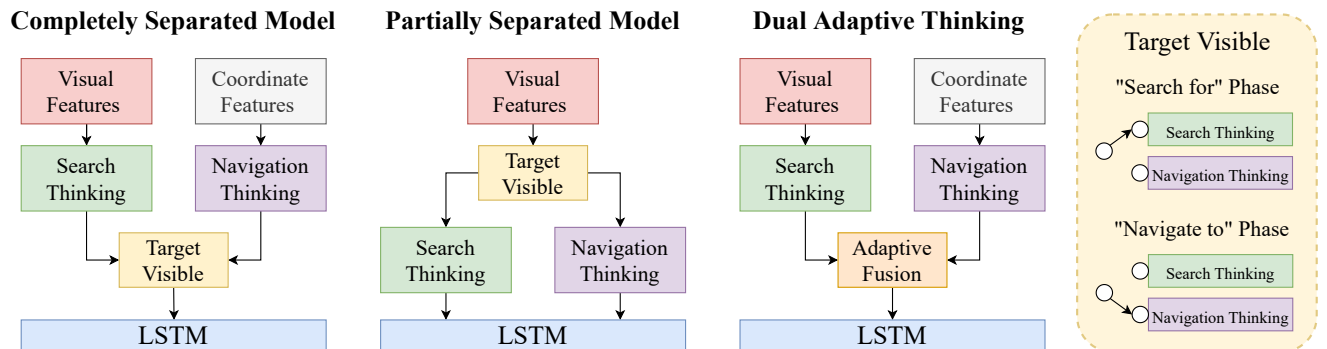 Completely Separated Model
Visual
Features
Coordinate
Features
Search
Thinking
Navigation
Thinking
Target
Visible
LSTM
Partially Separated Model
Visual
Features
Target
Visible
Search
Thinking
Navigation
Thinking
LSTM
Dual Adaptive Thinking
Visual
Features
Coordinate
Features
Search
Thinking
Navigation
Thinking
Adaptive
Fusion
LSTM
Target Visible
"Search for" Phase
Search Thinking
Navigation Thinking
"Navigate to" Phase
Search Thinking
Navigation Thinking